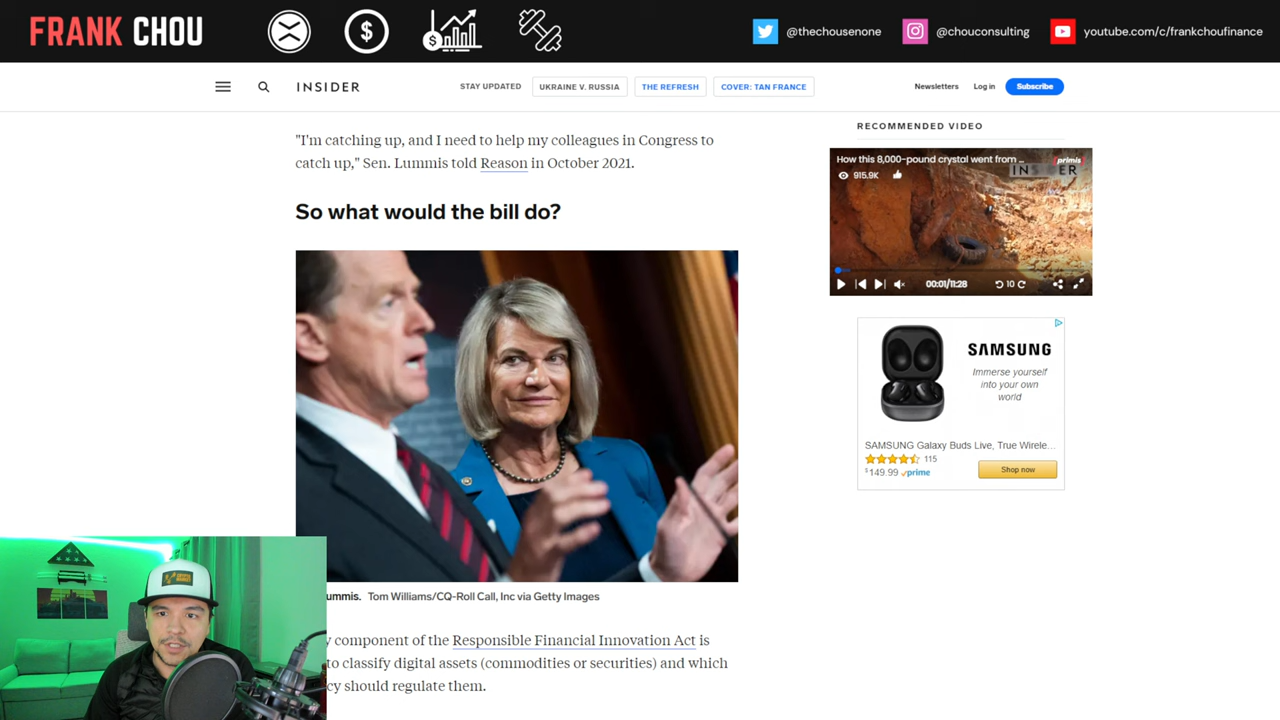 FRANK CHOU
@thechousenone
@chouconsulting
youtube.com/c/frankchoufinance
INSIDER
STAY UPDATED
UKRAINE V. RUSSIA
THE REFRESH
COVER: TAN FRANCE
Newsletters
Log in
Subscribe
"I'm catching up, and I need to help my colleagues in Congress to
catch up," Sen. Lummis told Reason in October 2021.
So what would the bill do?
ummis. Tom Williams/CQ-Roll Call, Inc via Getty Images
y component of the Responsible Financial Innovation Act is
to classify digital assets (commodities or securities) and which
cy should regulate them.
RECOMMENDED VIDEO
How this 8,000-pound crystal went from ...
primis
INSIDER
915.9K
00:01/11:28
10
SAMSUNG
Immerse yourself
into your own
world
SAMSUNG Galaxy Buds Live, True Wirele...
115
$149.99 prime
Shop now